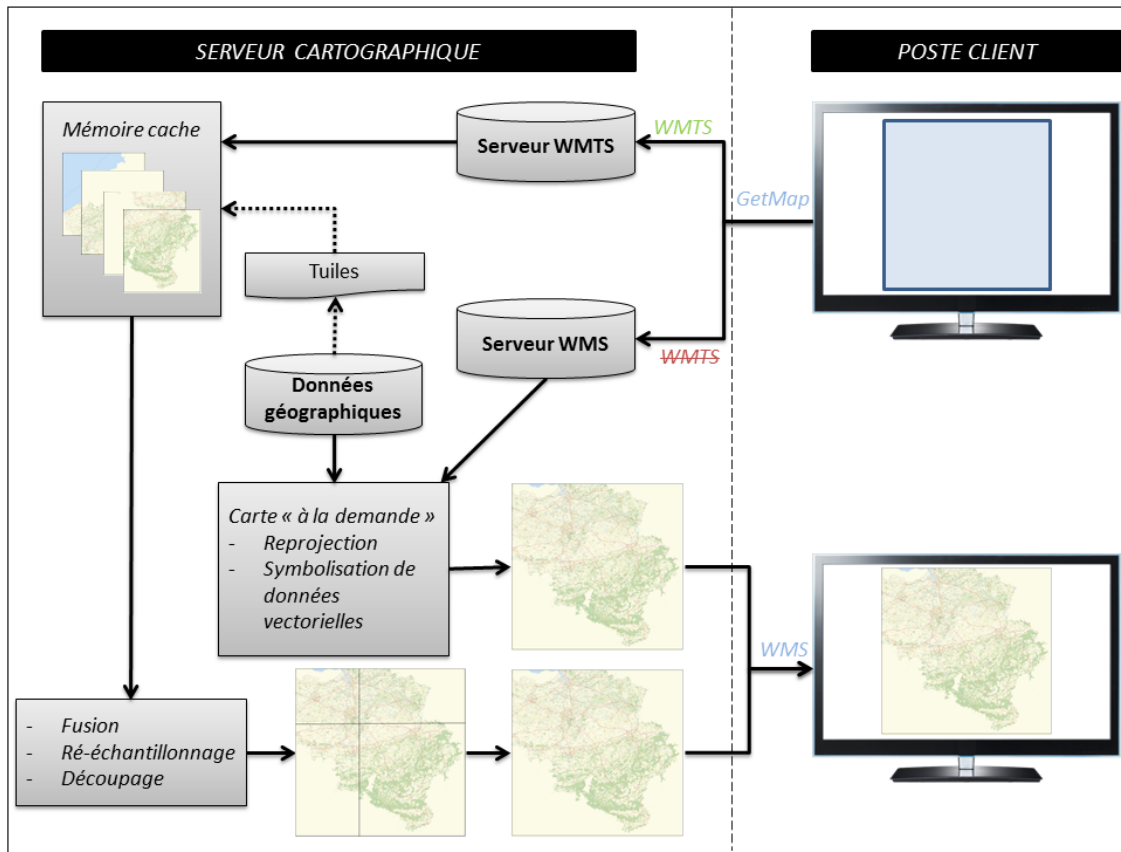 SERVEUR CARTOGRAPHIQUE
POSTE CLIENT
Mémoire cache
Serveur WMTS
WMTS
GetMap
Tuiles
Serveur WMS
WMTS
Données
géographiques
Carte « à la demande »
- Reprojection
- Symbolisation de
données
vectorielles
WMS
- Fusion
- Ré-échantillonnage
- Découpage